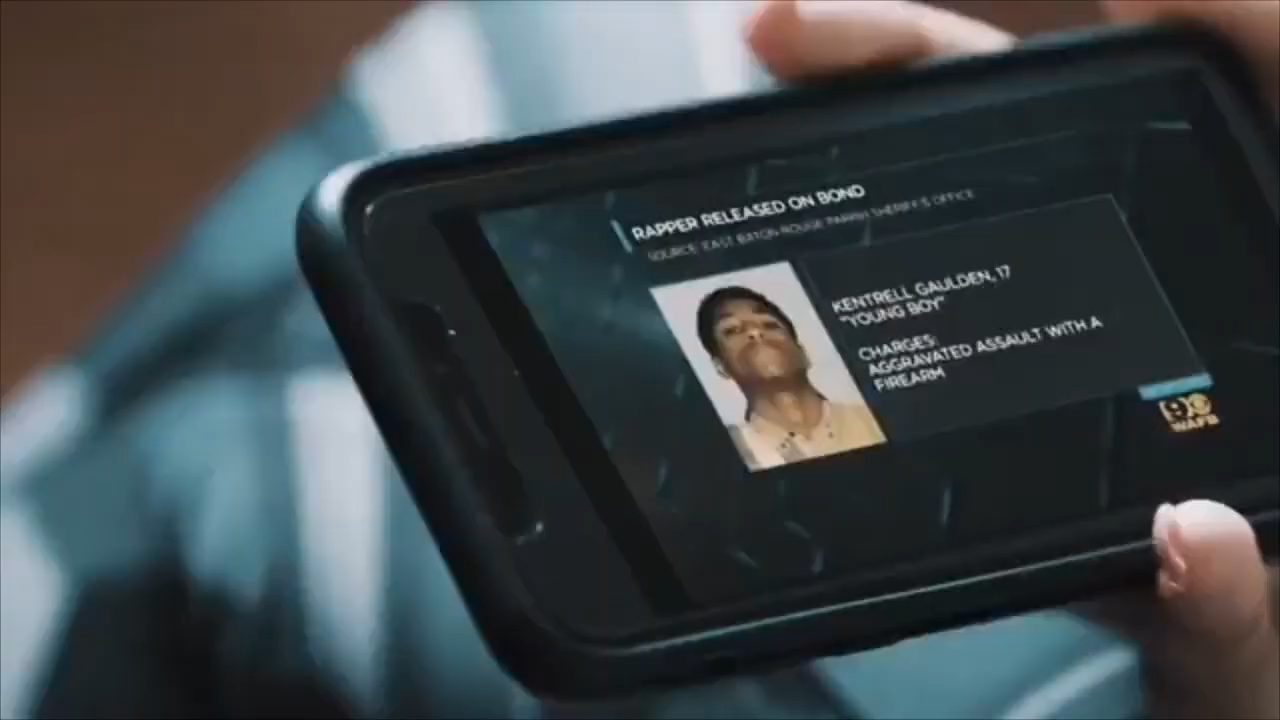 RAPPER RELEASED ON BOND
SOURCE: EAST BATON ROUGE PARISH SHERIFF'S OFFICE
KENTRELL GAULDEN, 17
"YOUNG BOY"
CHARGES:
AGGRAVATED ASSAULT WITH A
FIREARM
9
WAFB